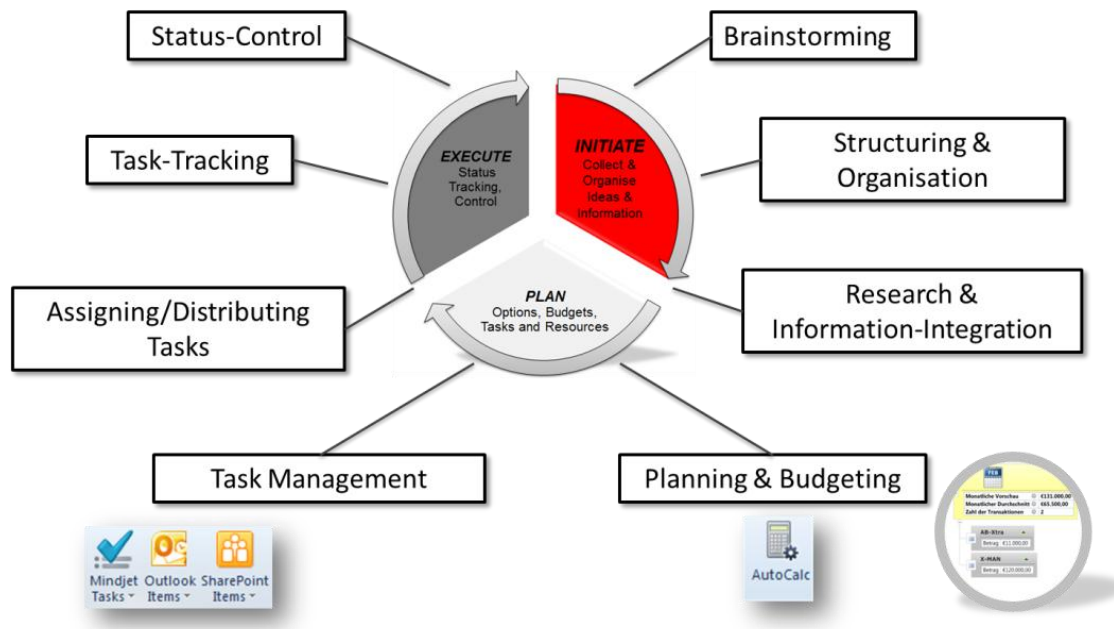 Status-Control
Brainstorming
Task-Tracking
EXECUTE
Status
Tracking,
Control
INITIATE
Collect &
Organise
Ideas &
Information
Structuring &
Organisation
Assigning/Distributing
Tasks
PLAN
Options, Budgets,
Tasks and Resources
Research &
Information-Integration
Task Management
Planning & Budgeting
Mindjet
Tasks
Outlook
Items
SharePoint
Items
AutoCalc
FEB
Monatliche Vorschau €131.000,00
Monatlicher Durchschnitt €65.500,00
Zahl der Transaktionen 2
AB-Xtra
Betrag €11.000,00
X-MAN
Betrag €120.000,00